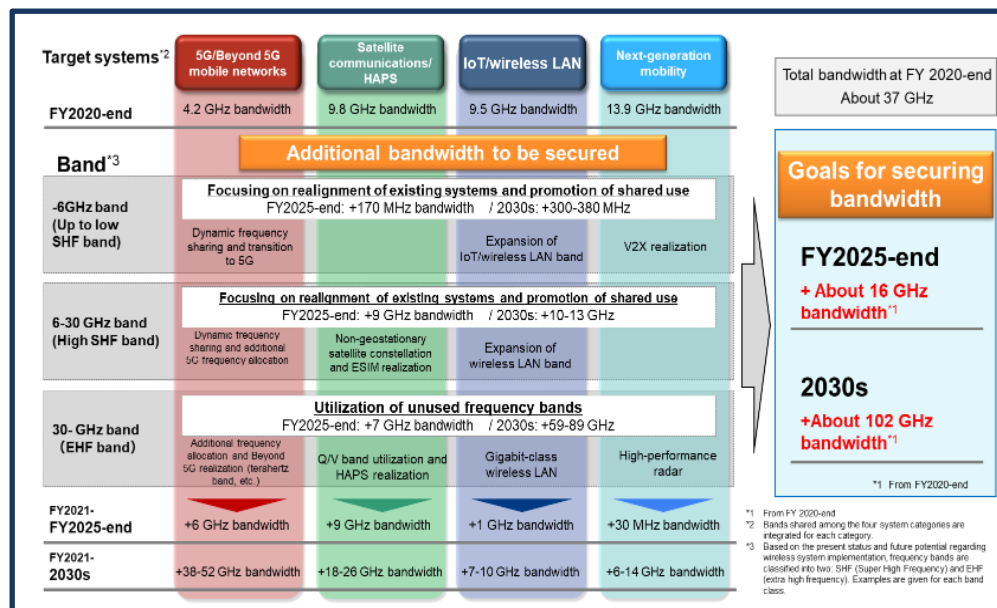 Target systems*2
5G/Beyond 5G
mobile networks
Satellite
communications/
HAPS
IoT/wireless LAN
Next-generation
mobility
FY2020-end
4.2 GHz bandwidth
9.8 GHz bandwidth
9.5 GHz bandwidth
13.9 GHz bandwidth
Total bandwidth at FY 2020-end
About 37 GHz
Band*3
Additional bandwidth to be secured
-6GHz band
(Up to low
SHF band)
Focusing on realignment of existing systems and promotion of shared use
FY2025-end: +170 MHz bandwidth / 2030s: +300-380 MHz
Dynamic frequency
sharing and transition
to 5G
Expansion of
IoT/wireless LAN band
V2X realization
6-30 GHz band
(High SHF band)
Focusing on realignment of existing systems and promotion of shared use
FY2025-end: +9 GHz bandwidth / 2030s: +10-13 GHz
Dynamic frequency
sharing and additional
5G frequency allocation
Non-geostationary
satellite constellation
and ESIM realization
Expansion of
wireless LAN band
30- GHz band
(EHF band)
Utilization of unused frequency bands
FY2025-end: +7 GHz bandwidth / 2030s: +59-89 GHz
Additional frequency
allocation and Beyond
5G realization (terahertz
band, etc.)
Q/V band utilization and
HAPS realization
Gigabit-class
wireless LAN
High-performance
radar
FY2021-
FY2025-end
+6 GHz bandwidth
+9 GHz bandwidth
+1 GHz bandwidth
+30 MHz bandwidth
FY2021-
2030s
+38-52 GHz bandwidth
+18-26 GHz bandwidth
+7-10 GHz bandwidth
+6-14 GHz bandwidth
Goals for securing
bandwidth
FY2025-end
+ About 16 GHz
bandwidth*1
2030s
+About 102 GHz
bandwidth*1
*1 From FY2020-end
*1 From FY 2020-end
*2 Bands shared among the four system categories are
integrated for each category.
*3 Based on the present status and future potential regarding
wireless system implementation, frequency bands are
classified into two: SHF (Super High Frequency) and EHF
(extra high frequency). Examples are given for each band
class.